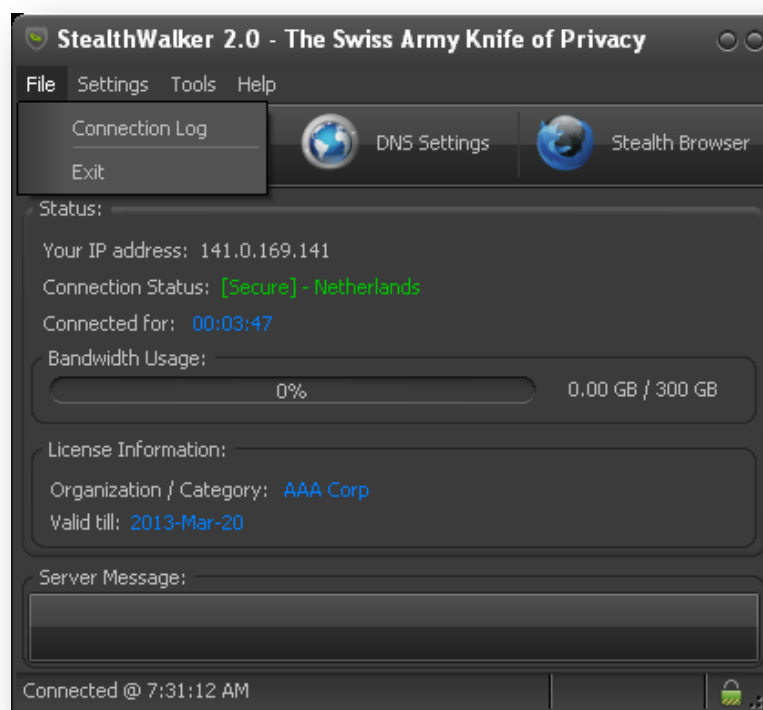 StealthWalker 2.0 - The Swiss Army Knife of Privacy
File Settings Tools Help
Connection Log
Exit
DNS Settings
Stealth Browser
Status:
Your IP address: 141.0.169.141
Connection Status: [Secure] - Netherlands
Connected for: 00:03:47
Bandwidth Usage:
0% 0.00 GB / 300 GB
License Information:
Organization / Category: AAA Corp
Valid till: 2013-Mar-20
Server Message:
Connected @ 7:31:12 AM